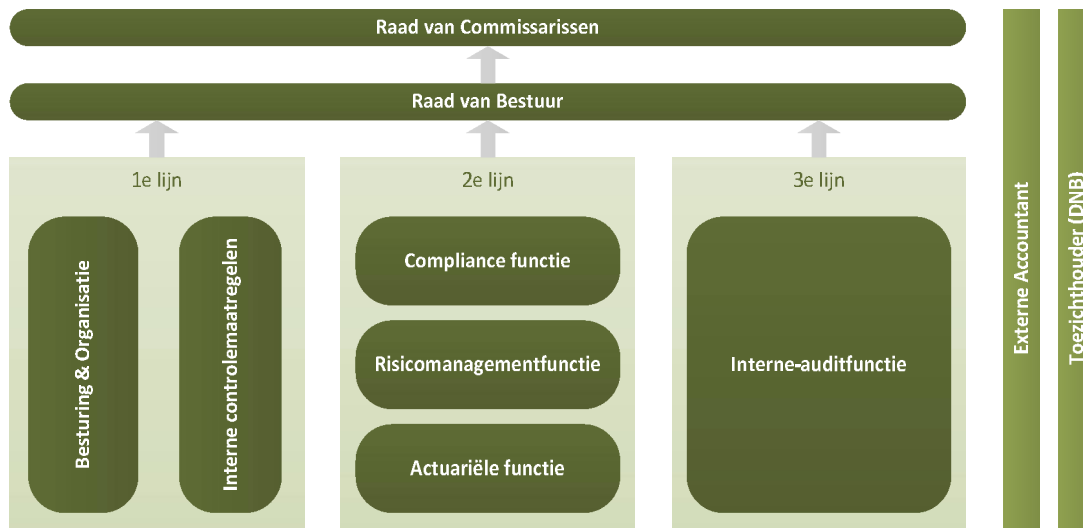 Raad van Commissarissen
Raad van Bestuur
1e lijn
Besturing & Organisatie
Interne controlemaatregelen
2e lijn
Compliance functie
Risicomanagementfunctie
Actuariële functie
3e lijn
Interne-auditfunctie
Externe Accountant
Toezichthouder (DNB)